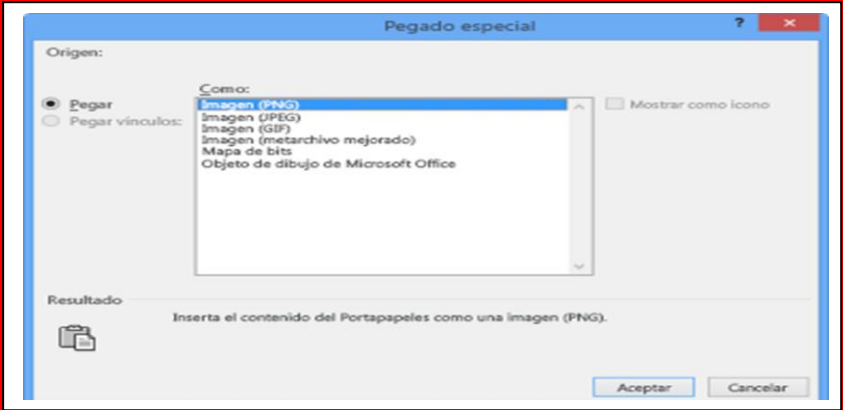 Pegado especial
?
Origen:
Como:
Pegar
Pegar vínculos:
Imagen (PNG)
Imagen (JPEG)
Imagen (GIF)
Imagen (metarchivo mejorado)
Mapa de bits
Objeto de dibujo de Microsoft Office
Mostrar como icono
Resultado
Inserta el contenido del Portapapeles como una imagen (PNG).
Aceptar
Cancelar